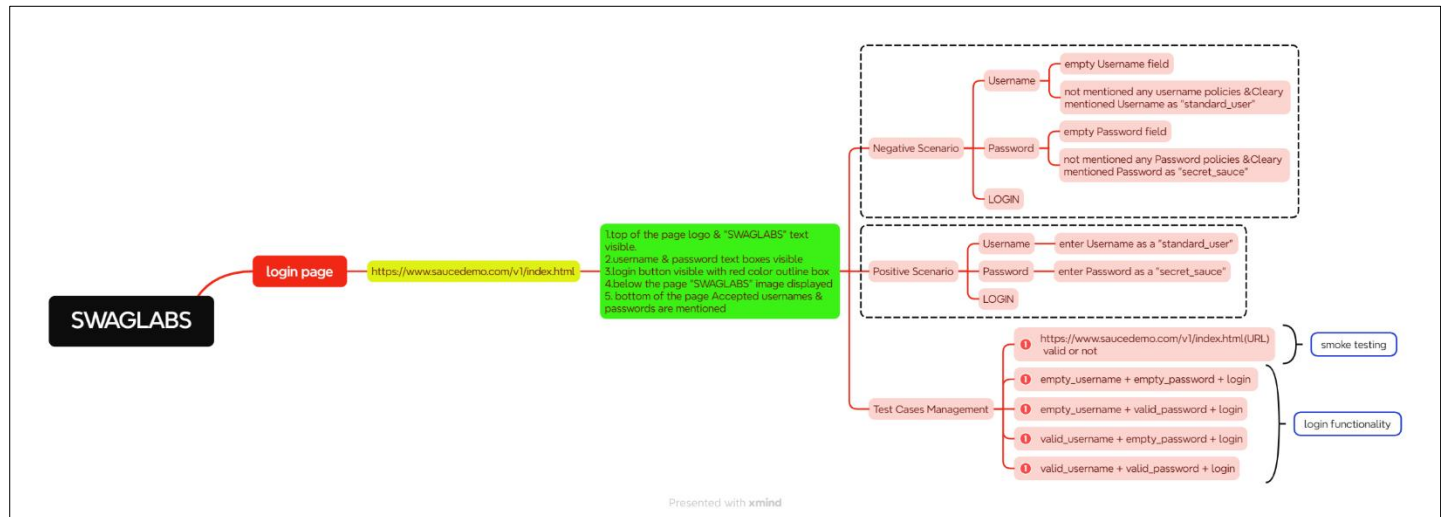 SWAGLABS
login page
https://www.saucedemo.com/v1/index.html
1.top of the page logo & "SWAGLABS" text
visible.
2.username & password text boxes visible
3.login button visible with red color outline box
4.below the page "SWAGLABS" image displayed
5. bottom of the page Accepted usernames &
passwords are mentioned
Negative Scenario
Username
empty Username field
not mentioned any username policies &Cleary
mentioned Username as "standard_user"
Password
empty Password field
not mentioned any Password policies &Cleary
mentioned Password as "secret_sauce"
LOGIN
Positive Scenario
Username
enter Username as a "standard_user"
Password
enter Password as a "secret_sauce"
LOGIN
Test Cases Management
1 https://www.saucedemo.com/v1/index.html(URL)
valid or not
smoke testing
1 empty_username + empty_password + login
1 empty_username + valid_password + login
1 valid_username + empty_password + login
1 valid_username + valid_password + login
login functionality
Presented with xmind